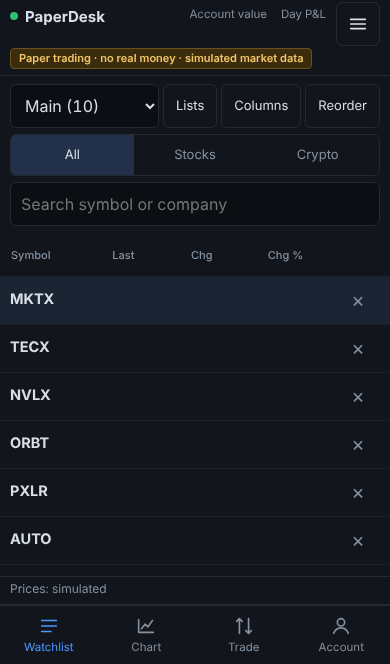 PaperDesk Account value Day P&L
Paper trading · no real money · simulated market data
Main (10) Lists Columns Reorder
All Stocks Crypto
Search symbol or company
Symbol Last Chg Chg %
MKTX ✕
TECX ✕
NVLX ✕
ORBT ✕
PXLR ✕
AUTO ✕
Prices: simulated
Watchlist Chart Trade Account